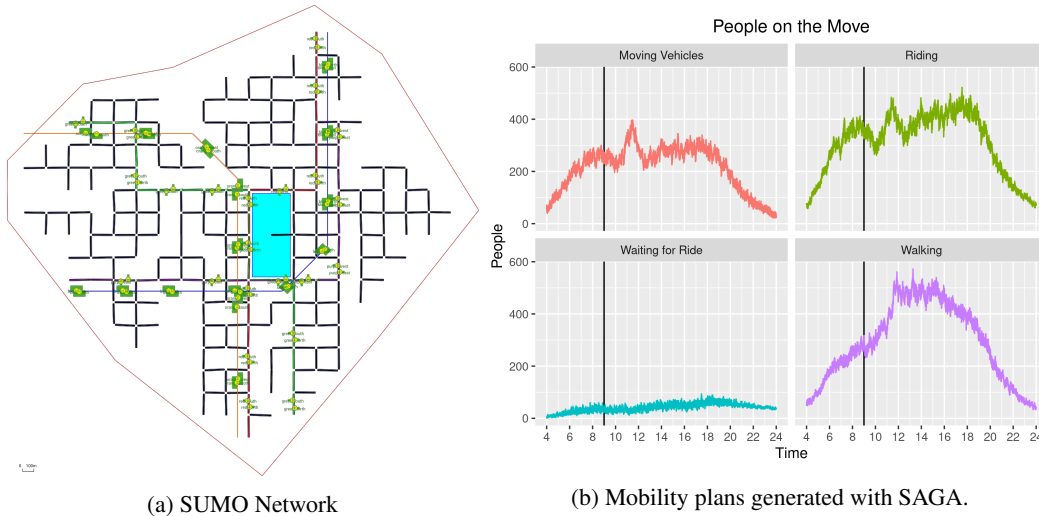 People on the Move
Moving Vehicles
Riding
600
400
200
0
Waiting for Ride
Walking
600
400
200
0
People
4 6 8 10 12 14 16 18 20 22 24
4 6 8 10 12 14 16 18 20 22 24
Time
0 100m
(a) SUMO Network
(b) Mobility plans generated with SAGA.